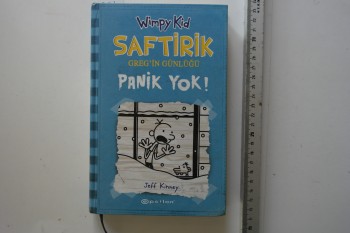 Wimpy Kid
SAFTİRİK
GREG'İN GÜNLÜĞÜ
PANİK YOK!
Jeff Kinney